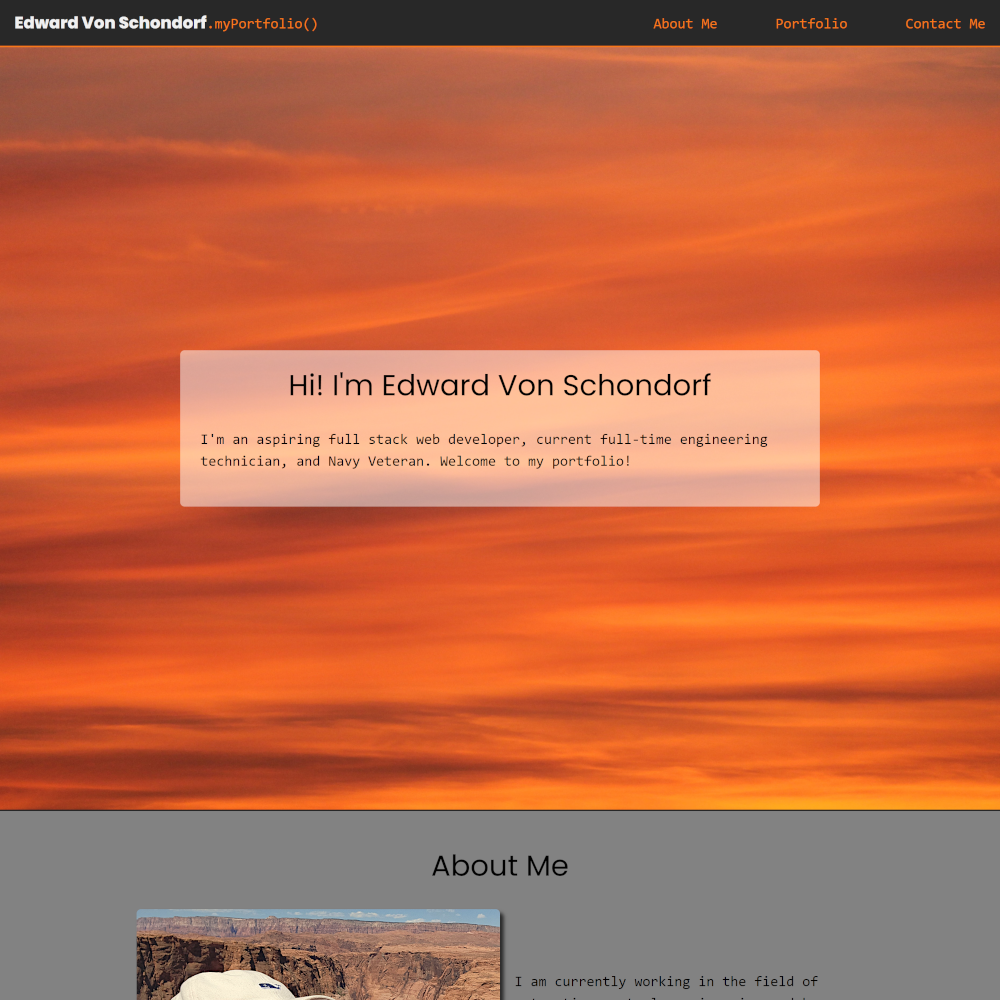 Edward Von Schondorf.myPortfolio()
About Me
Portfolio
Contact Me
Hi! I'm Edward Von Schondorf
I'm an aspiring full stack web developer, current full-time engineering
technician, and Navy Veteran. Welcome to my portfolio!
About Me
I am currently working in the field of